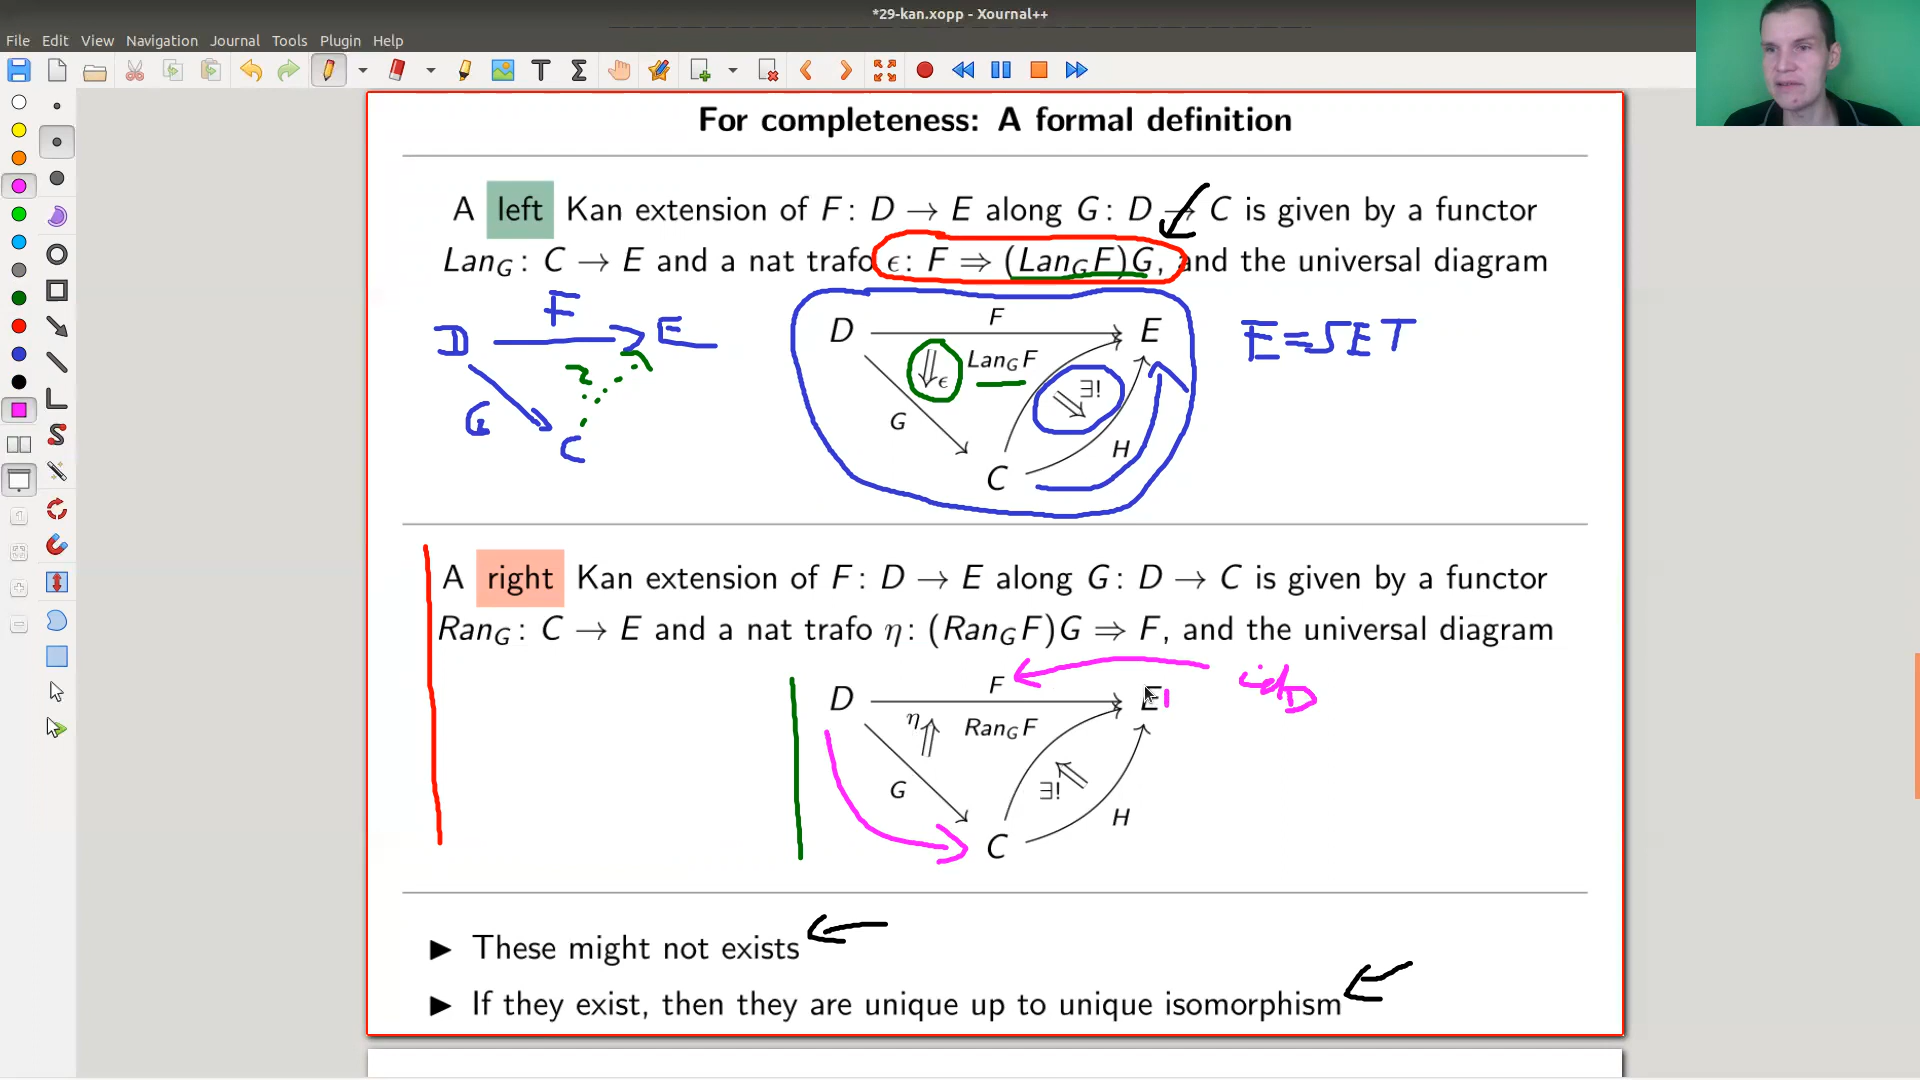 *29-kan.xopp - Xournal++
File Edit View Navigation Journal Tools Plugin Help
For completeness: A formal definition
A left Kan extension of F: D → E along G: D → C is given by a functor
Lan_G: C → E and a nat trafo ϵ: F ⇒ (Lan_G F)G, and the universal diagram
D F E
G ? C
D F E
ϵ Lan_G F ∃!
G H
C
E=SET
A right Kan extension of F: D → E along G: D → C is given by a functor
Ran_G: C → E and a nat trafo η: (Ran_G F)G ⇒ F, and the universal diagram
F id_D
D E
η Ran_G F
G ∃! H
C
▶ These might not exists
▶ If they exist, then they are unique up to unique isomorphism